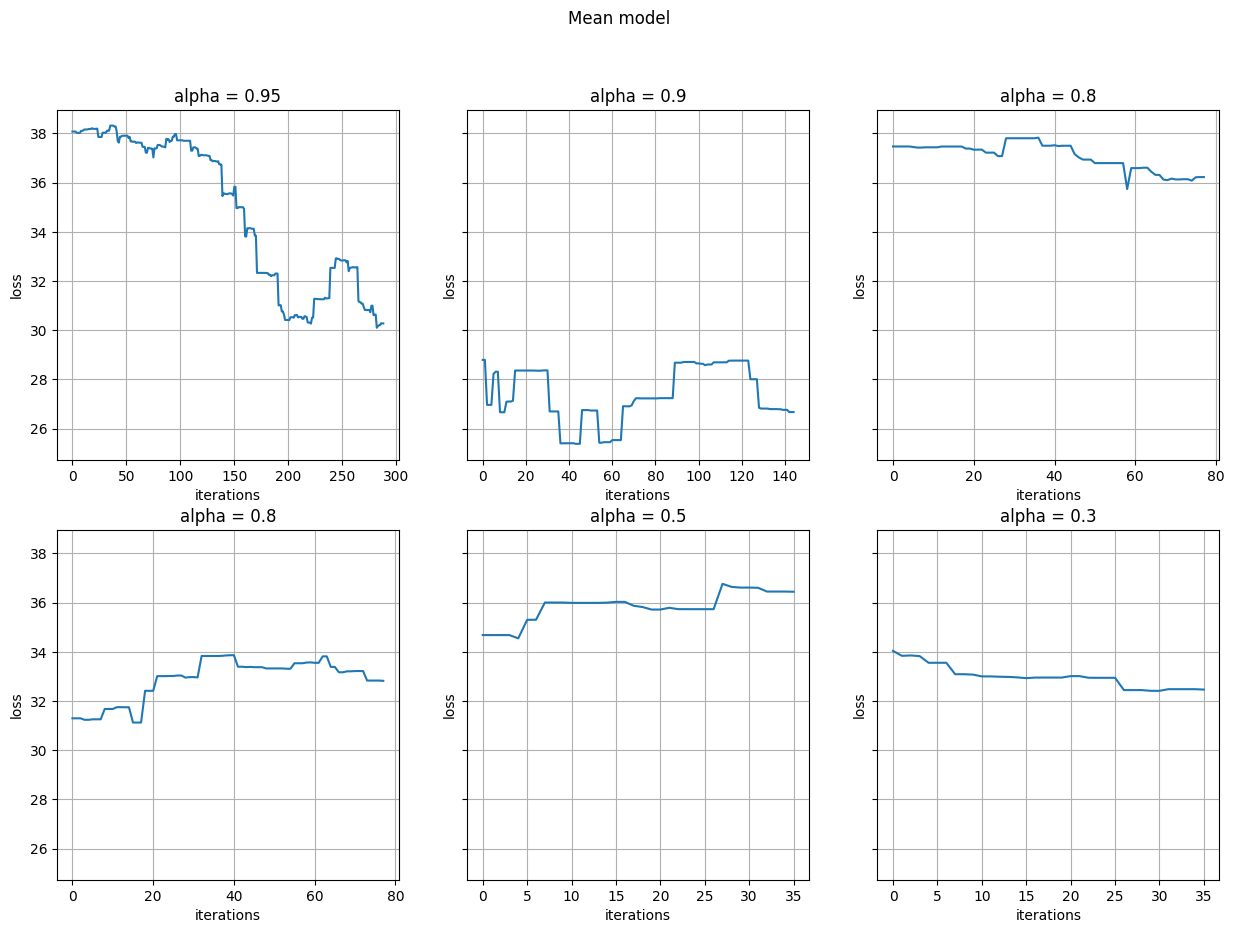 Mean model
alpha = 0.95
alpha = 0.9
alpha = 0.8
38
36
34
32
30
28
26
loss
loss
loss
0 50 100 150 200 250 300
0 20 40 60 80 100 120 140
0 20 40 60 80
iterations
iterations
iterations
alpha = 0.8
alpha = 0.5
alpha = 0.3
38
36
34
32
30
28
26
loss
loss
loss
0 20 40 60 80
0 5 10 15 20 25 30 35
0 5 10 15 20 25 30 35
iterations
iterations
iterations